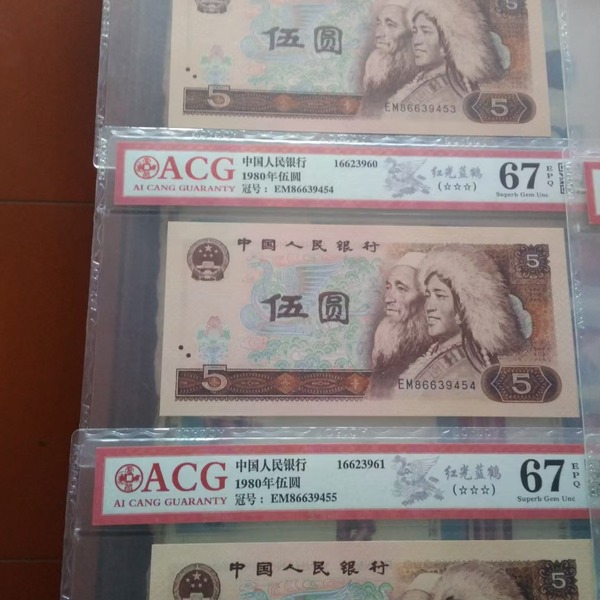 5
伍圆
5
EM86639453
5
ACG
AI CANG GUARANTY
中国人民银行
1980年伍圆
冠号：EM86639454
16623960
红光蓝鹤
(☆☆☆)
67
EPQ
Superb Gem Unc
中国人民银行
5
伍圆
5
EM86639454
5
ACG
AI CANG GUARANTY
中国人民银行
1980年伍圆
冠号：EM86639455
16623961
红光蓝鹤
(☆☆☆)
67
EPQ
Superb Gem Unc
中国人民银行
5